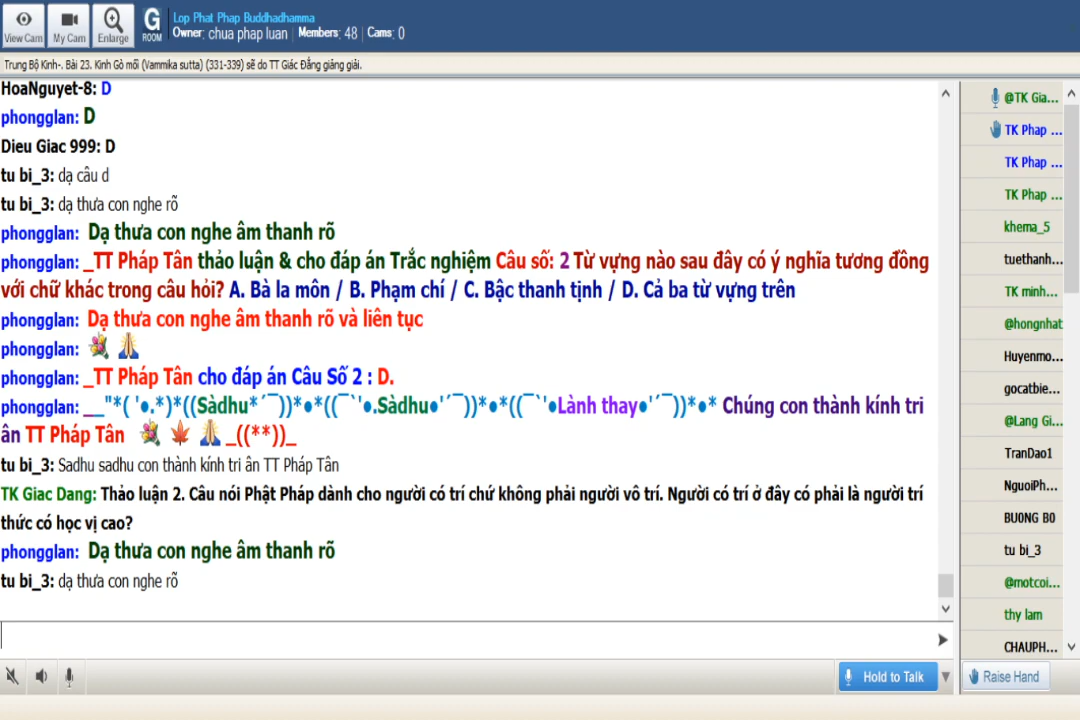 View Cam
My Cam
Enlarge
G
ROOM
Lop Phat Phap Buddhadhamma
Owner: chua phap luan | Members: 48 | Cams: 0
Trung Bộ Kinh-. Bài 23. Kinh Gò mối (Vammika sutta) (331-339) sẽ do TT Giác Đẳng giảng giải.
HoaNguyet-8: D
phongglan: D
Dieu Giac 999: D
tu bi_3: dạ câu d
tu bi_3: dạ thưa con nghe rõ
phongglan: Dạ thưa con nghe âm thanh rõ
phongglan: _TT Pháp Tân thảo luận & cho đáp án Trắc nghiệm Câu số: 2 Từ vựng nào sau đây có ý nghĩa tương đồng
với chữ khác trong câu hỏi? A. Bà la môn / B. Phạm chí / C. Bậc thanh tịnh / D. Cả ba từ vựng trên
phongglan: Dạ thưa con nghe âm thanh rõ và liên tục
phongglan:
phongglan: _TT Pháp Tân cho đáp án Câu Số 2 : D.
phongglan: __"*( '●.*)*((Sàdhu*´¯))*●*((¯`'●.Sàdhu●'´¯))*●*((¯`'●Lành thay●'´¯))*●* Chúng con thành kính tri
ân TT Pháp Tân _((**))_
tu bi_3: Sadhu sadhu con thành kính tri ân TT Pháp Tân
TK Giac Dang: Thảo luận 2. Câu nói Phật Pháp dành cho người có trí chứ không phải người vô trí. Người có trí ở đây có phải là người trí
thức có học vị cao?
phongglan: Dạ thưa con nghe âm thanh rõ
tu bi_3: dạ thưa con nghe rõ
@TK Gia...
TK Phap ...
TK Phap ...
TK Phap ...
khema_5
tuethanh...
TK minh...
@hongnhat
Huyenmo...
gocatbie...
@Lang Gi...
TranDao1
NguoiPh...
BUONG BO
tu bi_3
@motcoi...
thy lam
CHAUPH...
Hold to Talk
Raise Hand